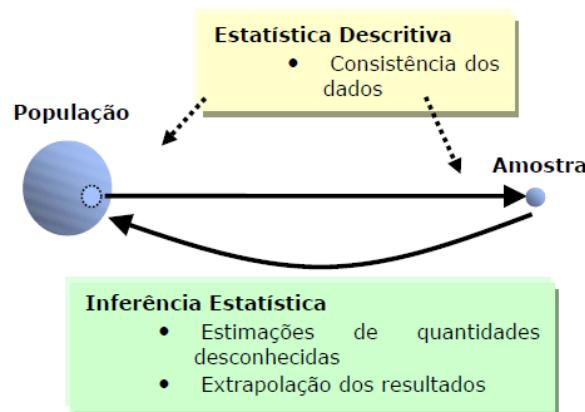 Estatística Descritiva
• Consistência dos
dados
População
Amostra
Inferência Estatística
• Estimações de quantidades
desconhecidas
• Extrapolação dos resultados